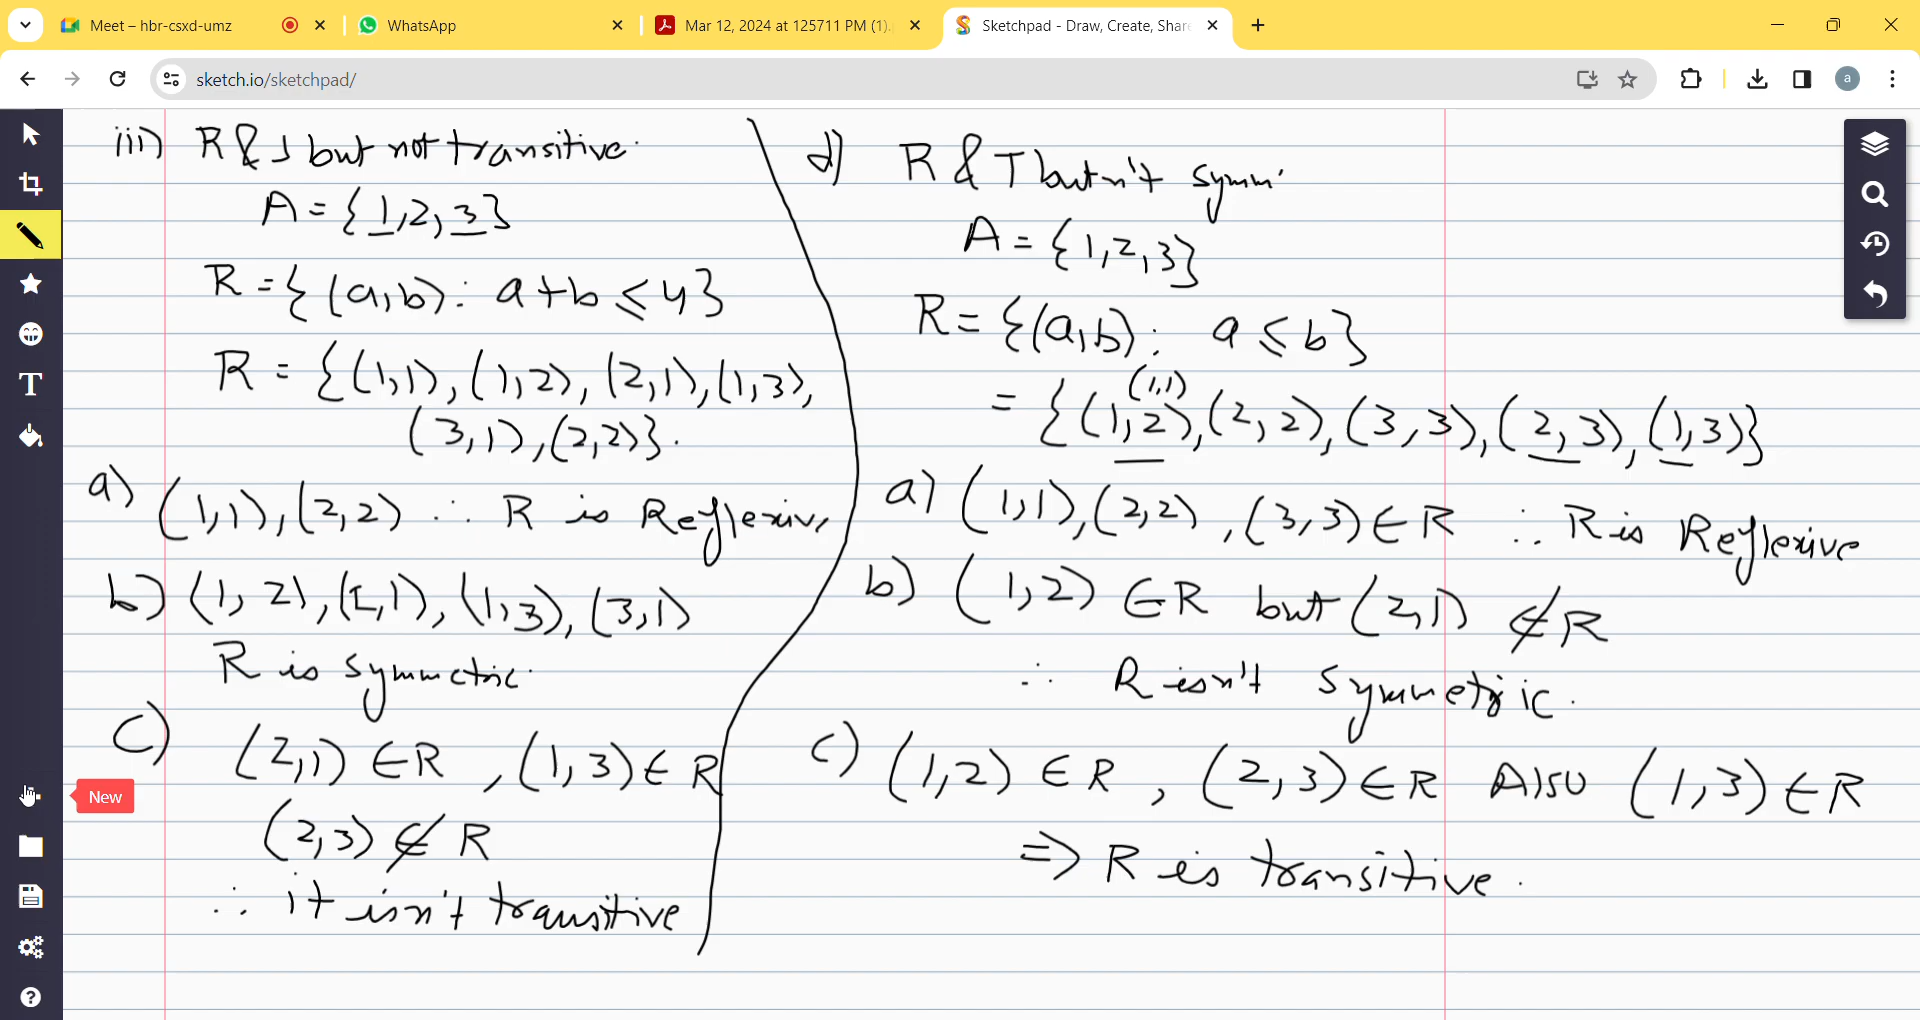 Meet – hbr-csxd-umz
WhatsApp
Mar 12, 2024 at 125711 PM (1).p
Sketchpad - Draw, Create, Share
sketch.io/sketchpad/
a
iii) R & S but not transitive.
A = {1,2,3}
R = {(a,b): a+b ≤ 4}
R = {(1,1), (1,2), (2,1), (1,3),
(3,1), (2,2)}.
a) (1,1), (2,2) ∴ R is Reflexive
b) (1,2), (2,1), (1,3), (3,1)
R is symmetric.
c) (2,1) ∈ R, (1,3) ∈ R
(2,3) ∉ R
∴ it isn't transitive
d) R & T but n't symm.
A = {1,2,3}
R = {(a,b): a ≤ b}
(1,1)
= {(1,2), (2,2), (3,3), (2,3), (1,3)}
a) (1,1), (2,2), (3,3) ∈ R ∴ R is Reflexive
b) (1,2) ∈ R but (2,1) ∉ R
∴ R isn't symmetric.
c) (1,2) ∈ R, (2,3) ∈ R Also (1,3) ∈ R
=> R is transitive.
T
New